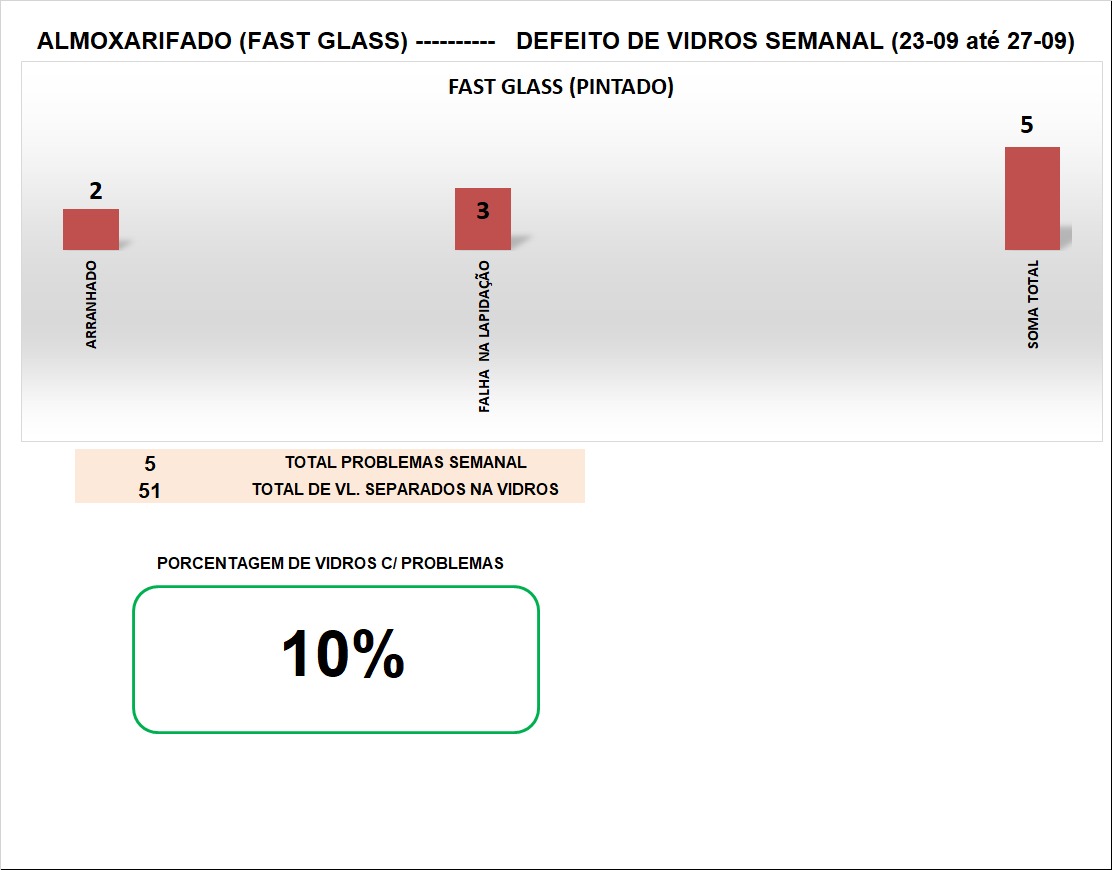 ALMOXARIFADO (FAST GLASS) ---------- DEFEITO DE VIDROS SEMANAL (23-09 até 27-09)
FAST GLASS (PINTADO)
2
3
5
ARRANHADO
FALHA NA LAPIDAÇÃO
SOMA TOTAL
5 TOTAL PROBLEMAS SEMANAL
51 TOTAL DE VL. SEPARADOS NA VIDROS
PORCENTAGEM DE VIDROS C/ PROBLEMAS
10%